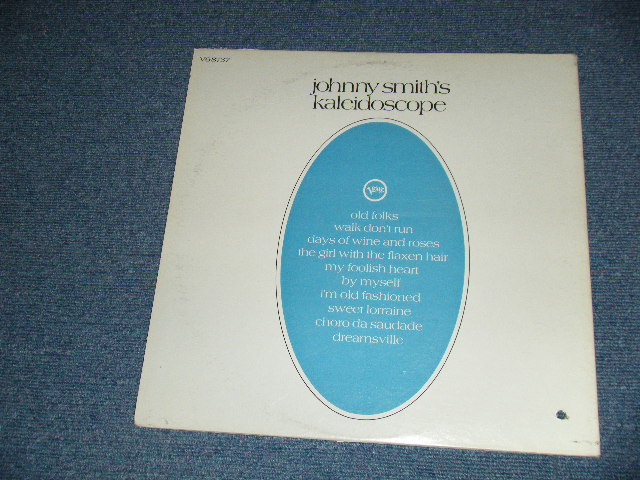 V6 8737
johnny smith's
kaleidoscope
Verve
old folks
walk don't run
days of wine and roses
the girl with the flaxen hair
my foolish heart
by myself
i'm old fashioned
sweet lorraine
choro da saudade
dreamsville